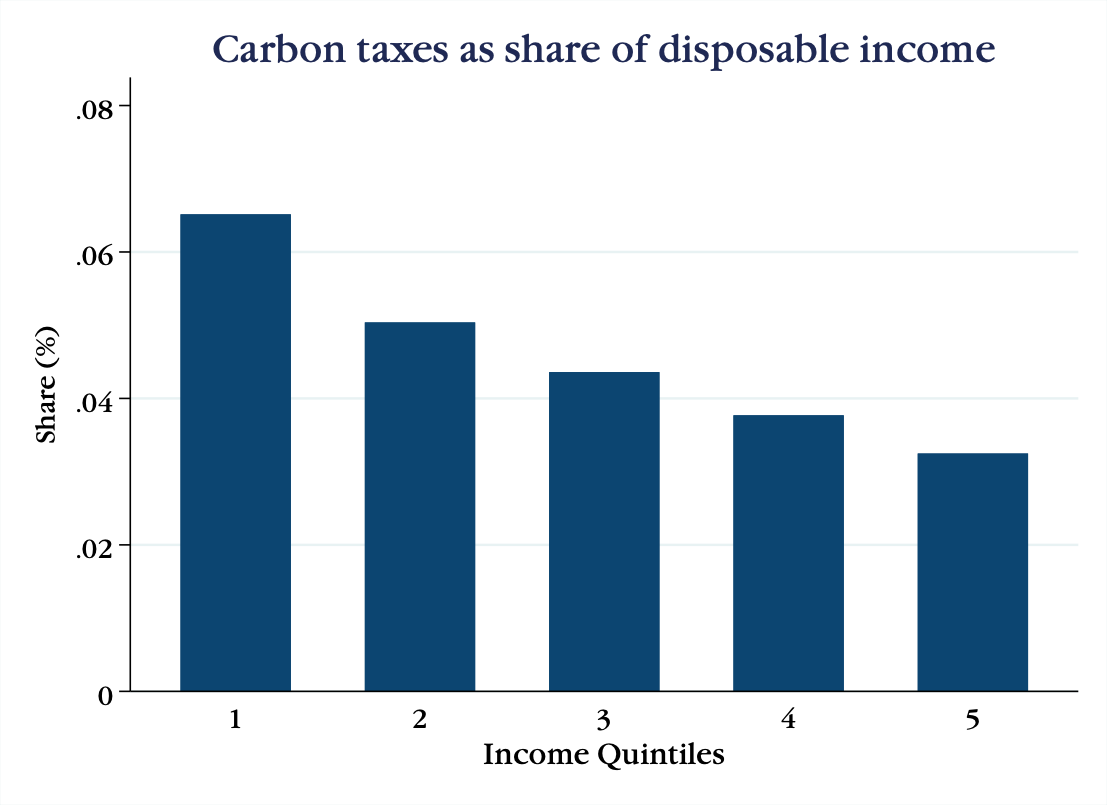 Carbon taxes as share of disposable income
.08
.06
.04
.02
0
Share (%)
1 2 3 4 5
Income Quintiles